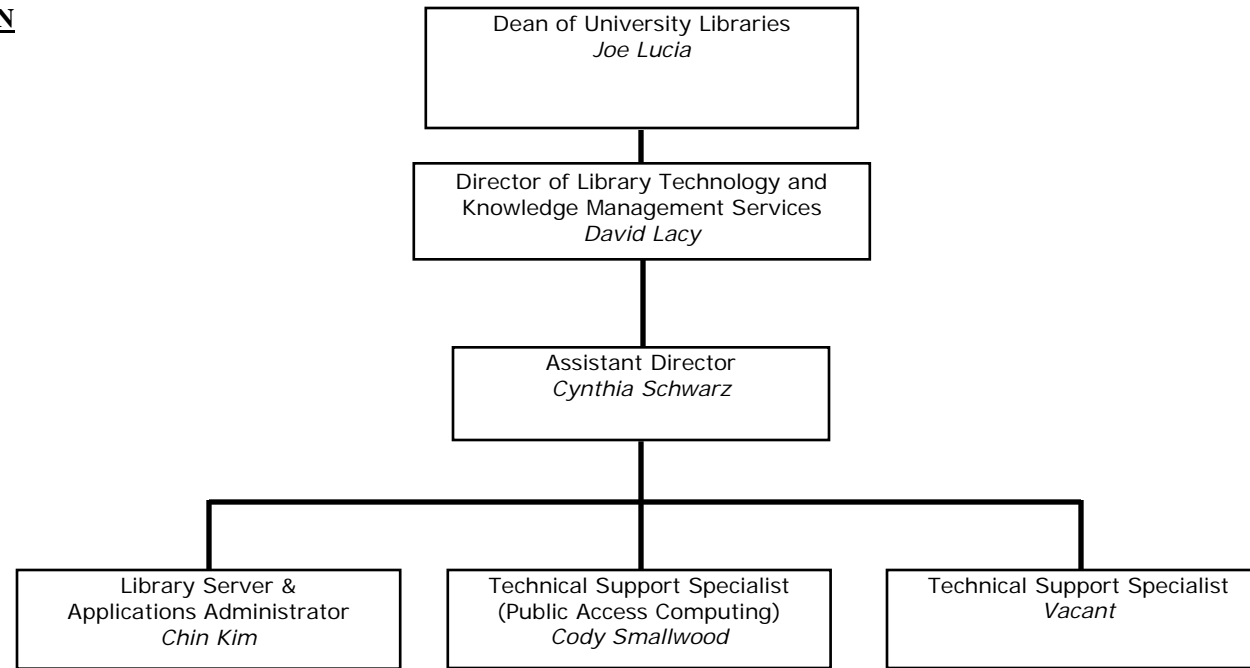 N
Dean of University Libraries
Joe Lucia
Director of Library Technology and
Knowledge Management Services
David Lacy
Assistant Director
Cynthia Schwarz
Library Server &
Applications Administrator
Chin Kim
Technical Support Specialist
(Public Access Computing)
Cody Smallwood
Technical Support Specialist
Vacant